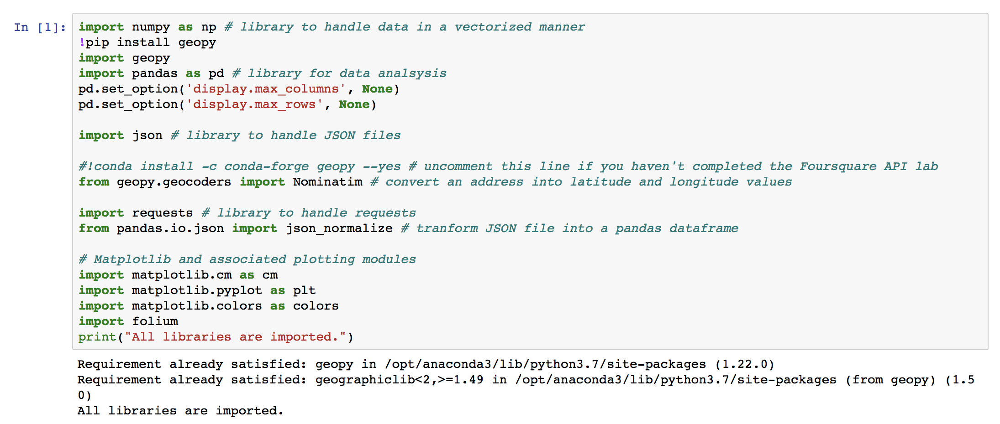 In [1]: import numpy as np # library to handle data in a vectorized manner
!pip install geopy
import geopy
import pandas as pd # library for data analsysis
pd.set_option('display.max_columns', None)
pd.set_option('display.max_rows', None)
import json # library to handle JSON files
#!conda install -c conda-forge geopy --yes # uncomment this line if you haven't completed the Foursquare API lab
from geopy.geocoders import Nominatim # convert an address into latitude and longitude values
import requests # library to handle requests
from pandas.io.json import json_normalize # tranform JSON file into a pandas dataframe
# Matplotlib and associated plotting modules
import matplotlib.cm as cm
import matplotlib.pyplot as plt
import matplotlib.colors as colors
import folium
print("All libraries are imported.")
Requirement already satisfied: geopy in /opt/anaconda3/lib/python3.7/site-packages (1.22.0)
Requirement already satisfied: geographiclib<2,>=1.49 in /opt/anaconda3/lib/python3.7/site-packages (from geopy) (1.5
0)
All libraries are imported.